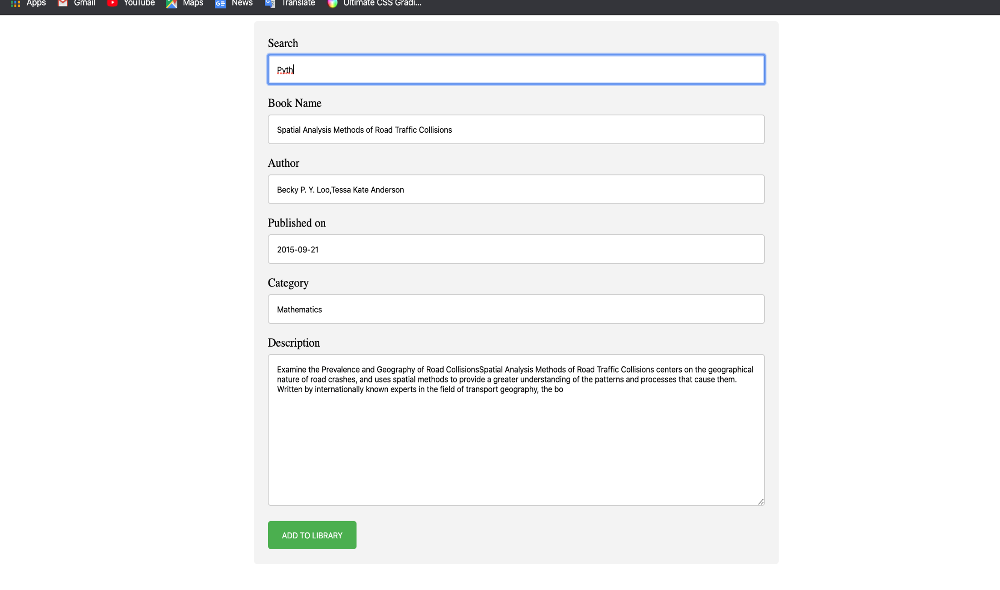 Apps Gmail YouTube Maps News Translate Ultimate CSS Gradi...
Search
Pyth
Book Name
Spatial Analysis Methods of Road Traffic Collisions
Author
Becky P. Y. Loo,Tessa Kate Anderson
Published on
2015-09-21
Category
Mathematics
Description
Examine the Prevalence and Geography of Road CollisionsSpatial Analysis Methods of Road Traffic Collisions centers on the geographical
nature of road crashes, and uses spatial methods to provide a greater understanding of the patterns and processes that cause them.
Written by internationally known experts in the field of transport geography, the bo
ADD TO LIBRARY